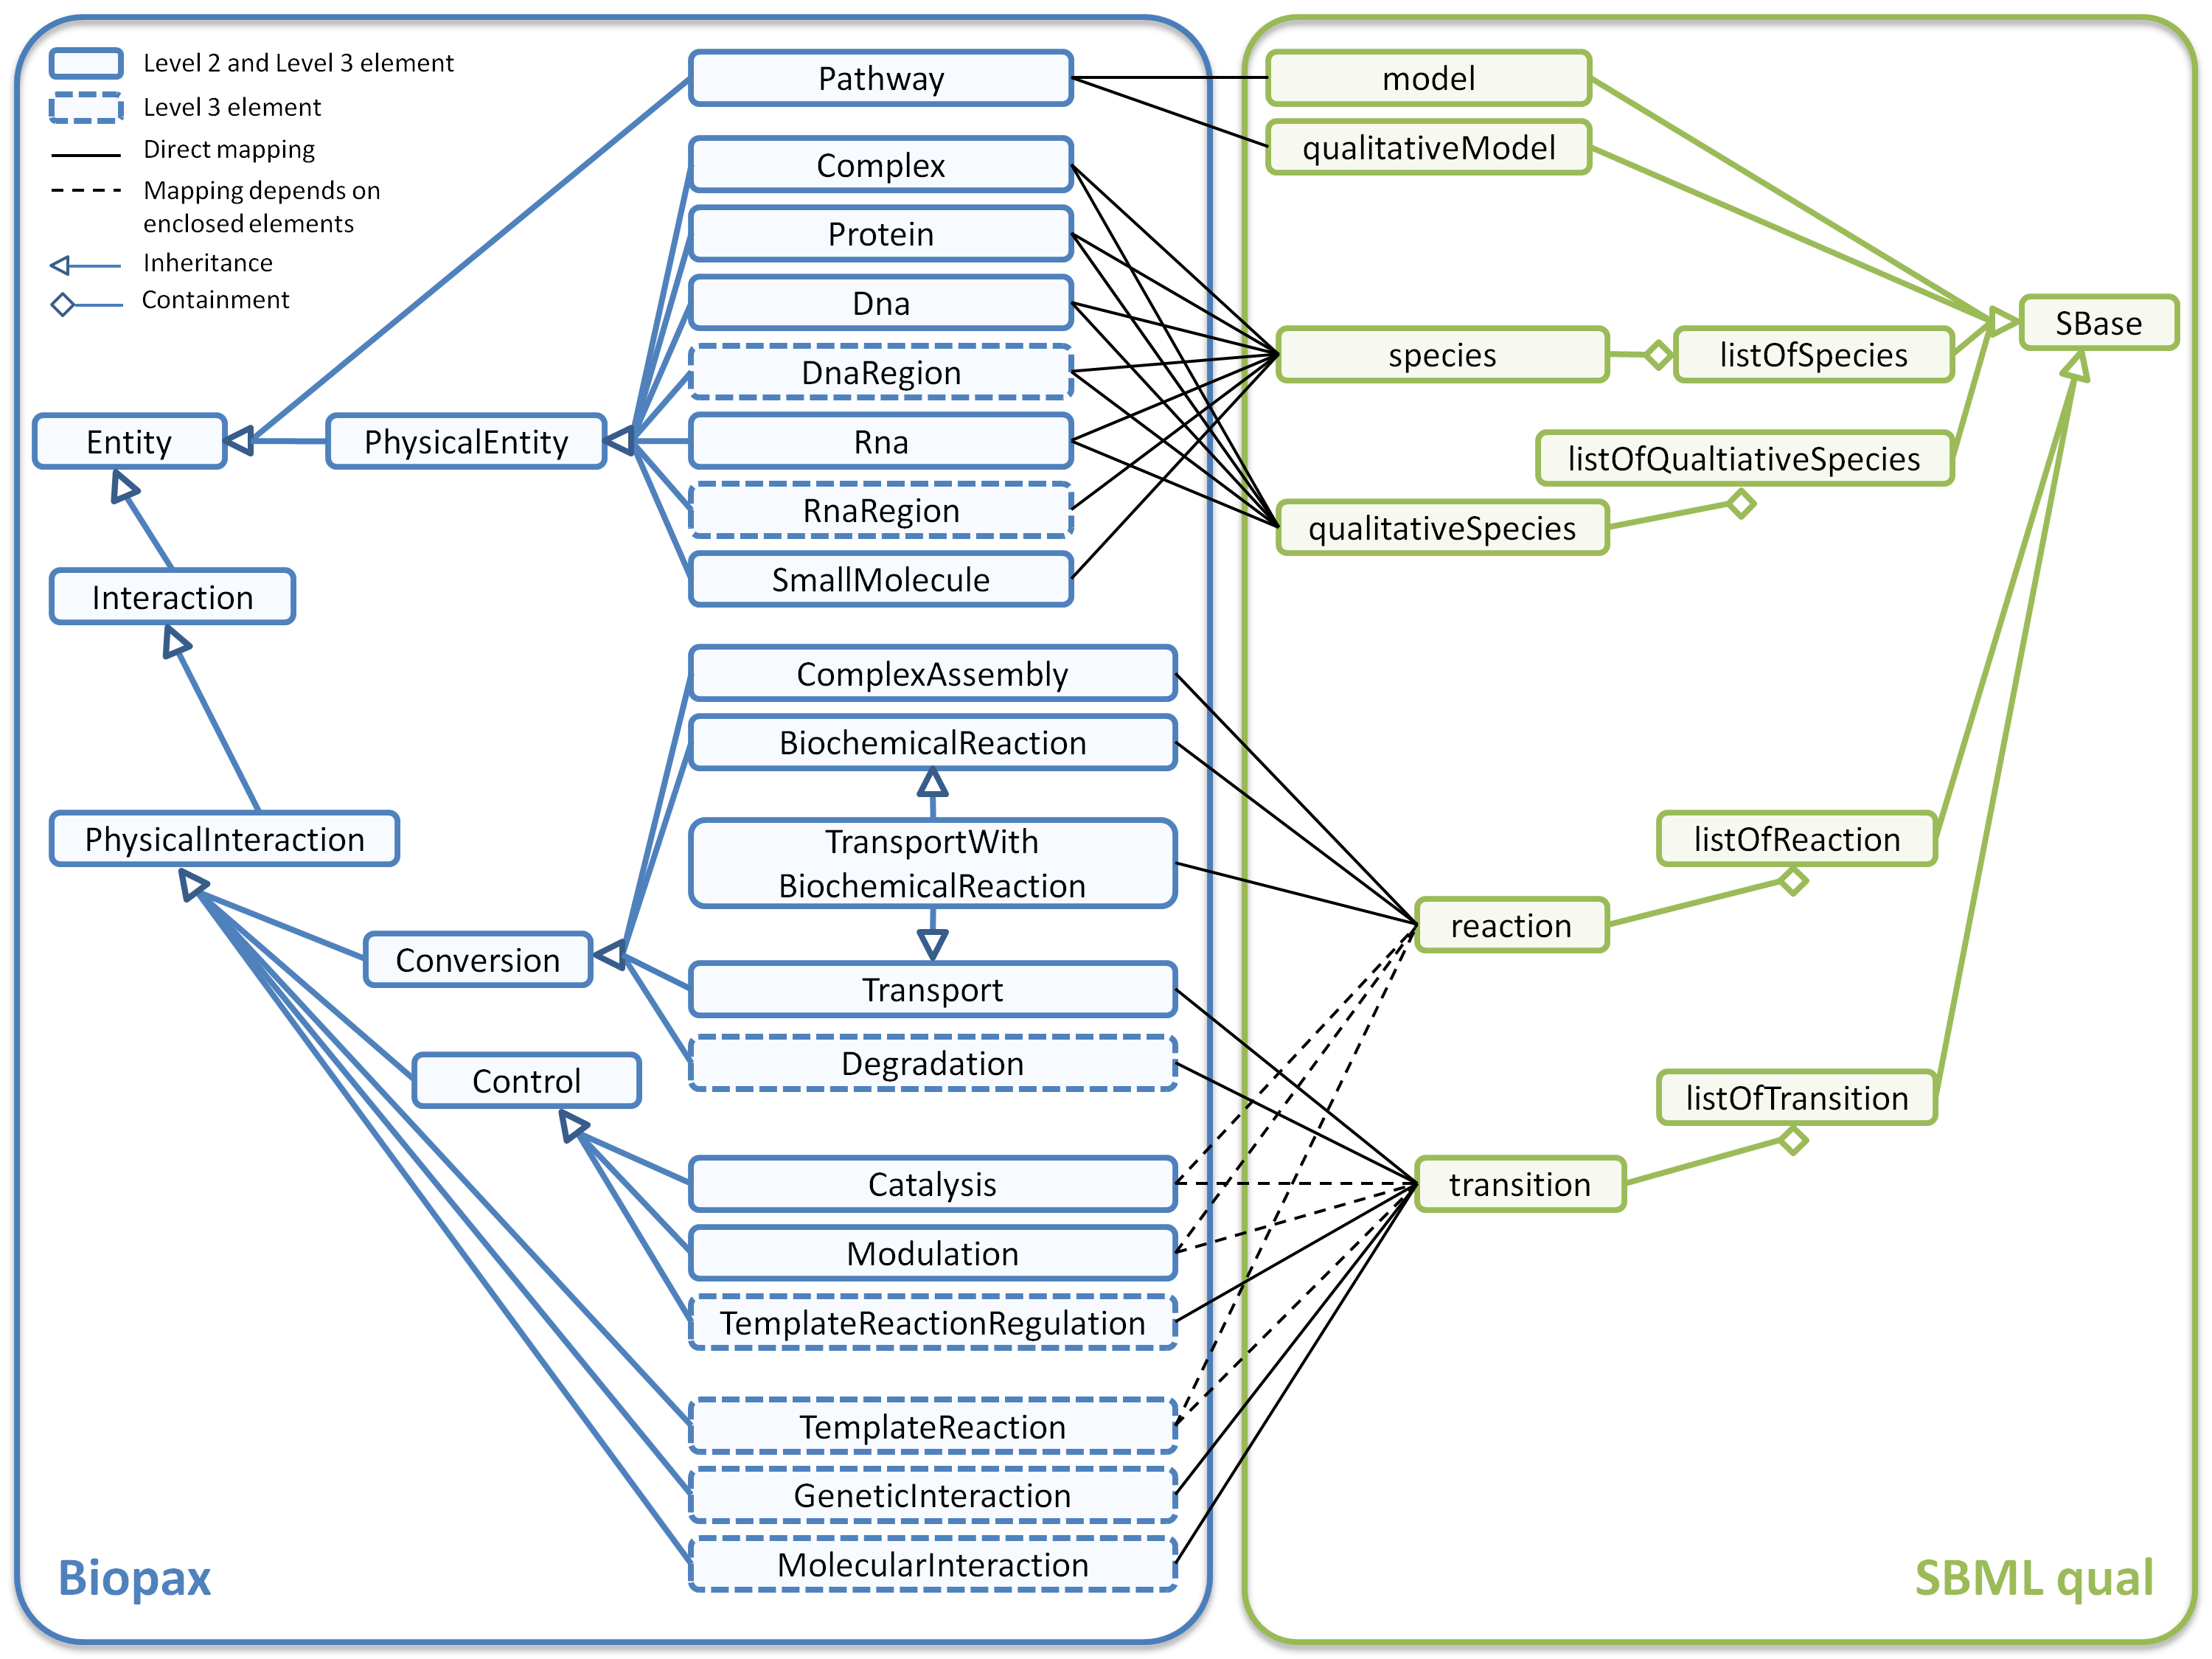 Level 2 and Level 3 element
Level 3 element
Direct mapping
Mapping depends on
enclosed elements
Inheritance
Containment
Entity
PhysicalEntity
Interaction
PhysicalInteraction
Conversion
Control
Pathway
Complex
Protein
Dna
DnaRegion
Rna
RnaRegion
SmallMolecule
ComplexAssembly
BiochemicalReaction
TransportWith
BiochemicalReaction
Transport
Degradation
Catalysis
Modulation
TemplateReactionRegulation
TemplateReaction
GeneticInteraction
MolecularInteraction
Biopax
model
qualitativeModel
species
listOfSpecies
SBase
listOfQualtiativeSpecies
qualitativeSpecies
listOfReaction
reaction
listOfTransition
transition
SBML qual